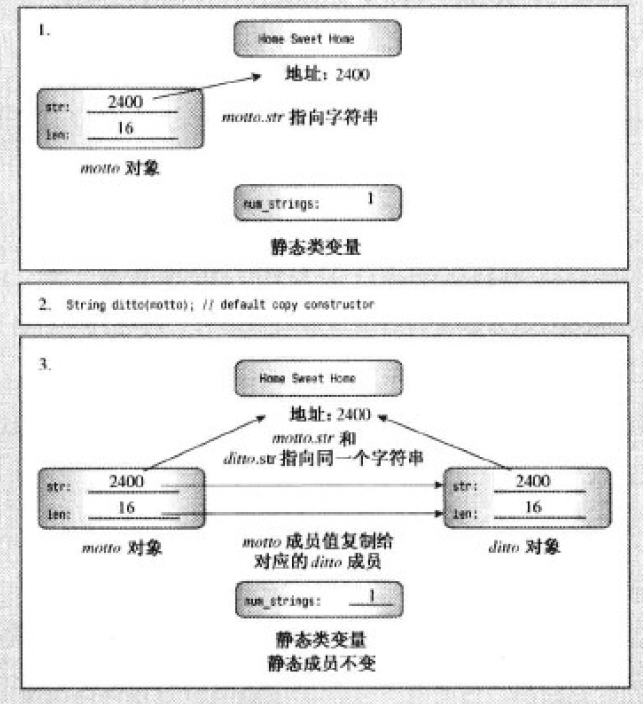 1.
Home Sweet Home
地址：2400
str: 2400
len: 16
motto.str 指向字符串
motto 对象
num_strings: 1
静态类变量
2. String ditto(motto); // default copy constructor
3.
Home Sweet Home
地址：2400
motto.str 和
ditto.str 指向同一个字符串
str: 2400
len: 16
motto 对象
str: 2400
len: 16
ditto 对象
motto 成员值复制给
对应的 ditto 成员
num_strings: 1
静态类变量
静态成员不变